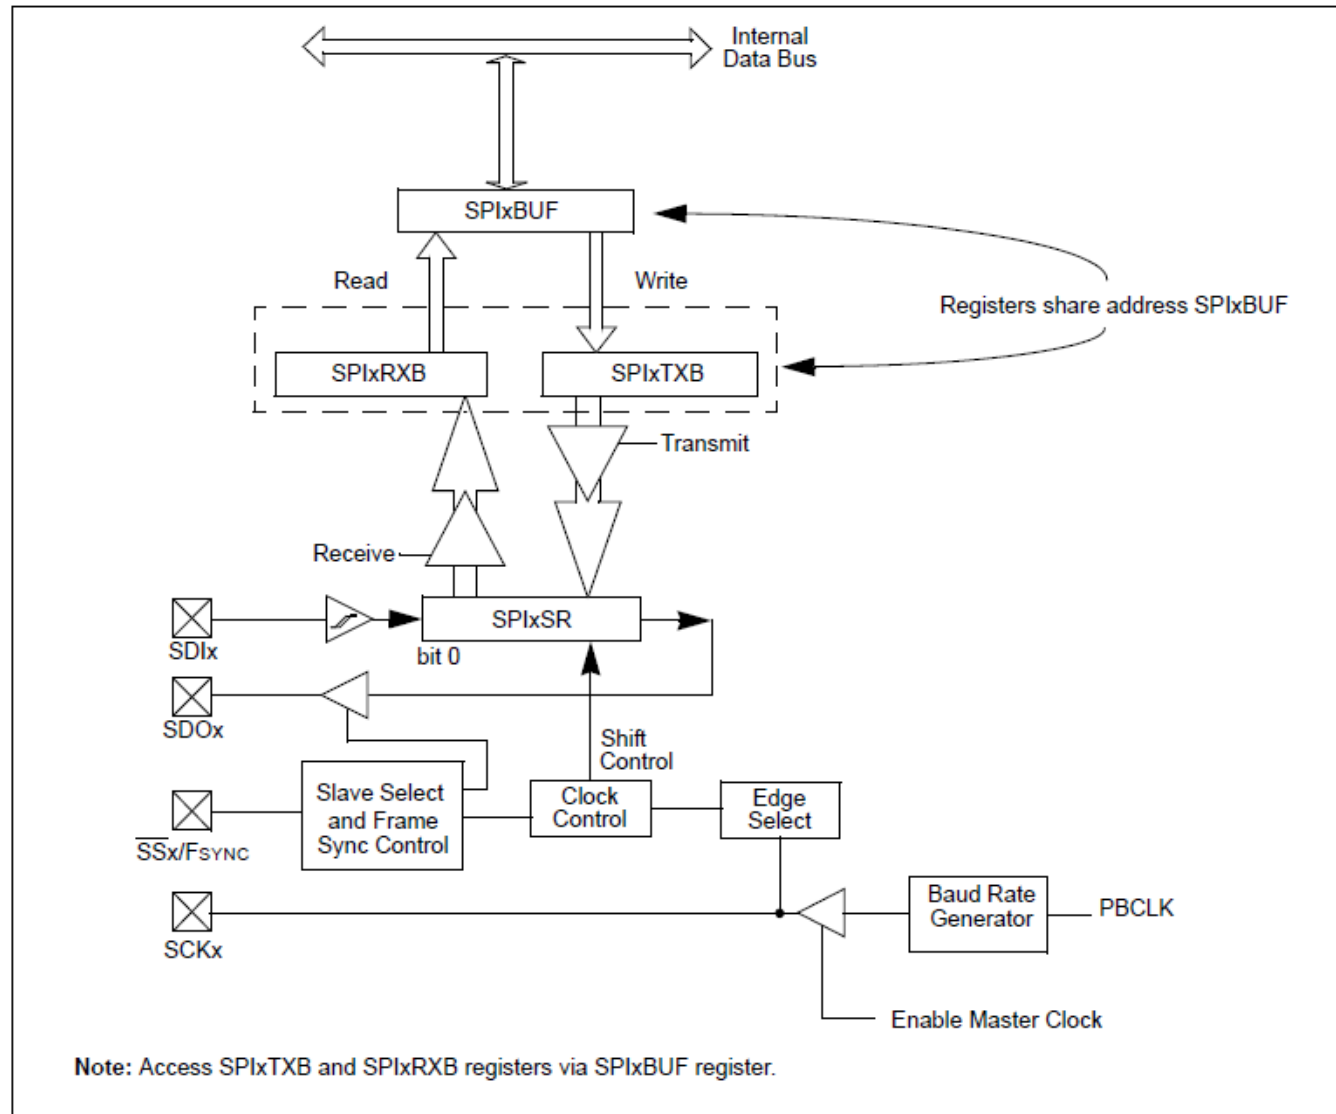 Internal
Data Bus
SPIxBUF
Read
Write
Registers share address SPIxBUF
SPIxRXB
SPIxTXB
Transmit
Receive
SPIxSR
SDIx
bit 0
SDOx
Shift
Control
Slave Select
and Frame
Sync Control
Clock
Control
Edge
Select
SSx/FSYNC
Baud Rate
Generator
PBCLK
SCKx
Enable Master Clock
Note: Access SPIxTXB and SPIxRXB registers via SPIxBUF register.